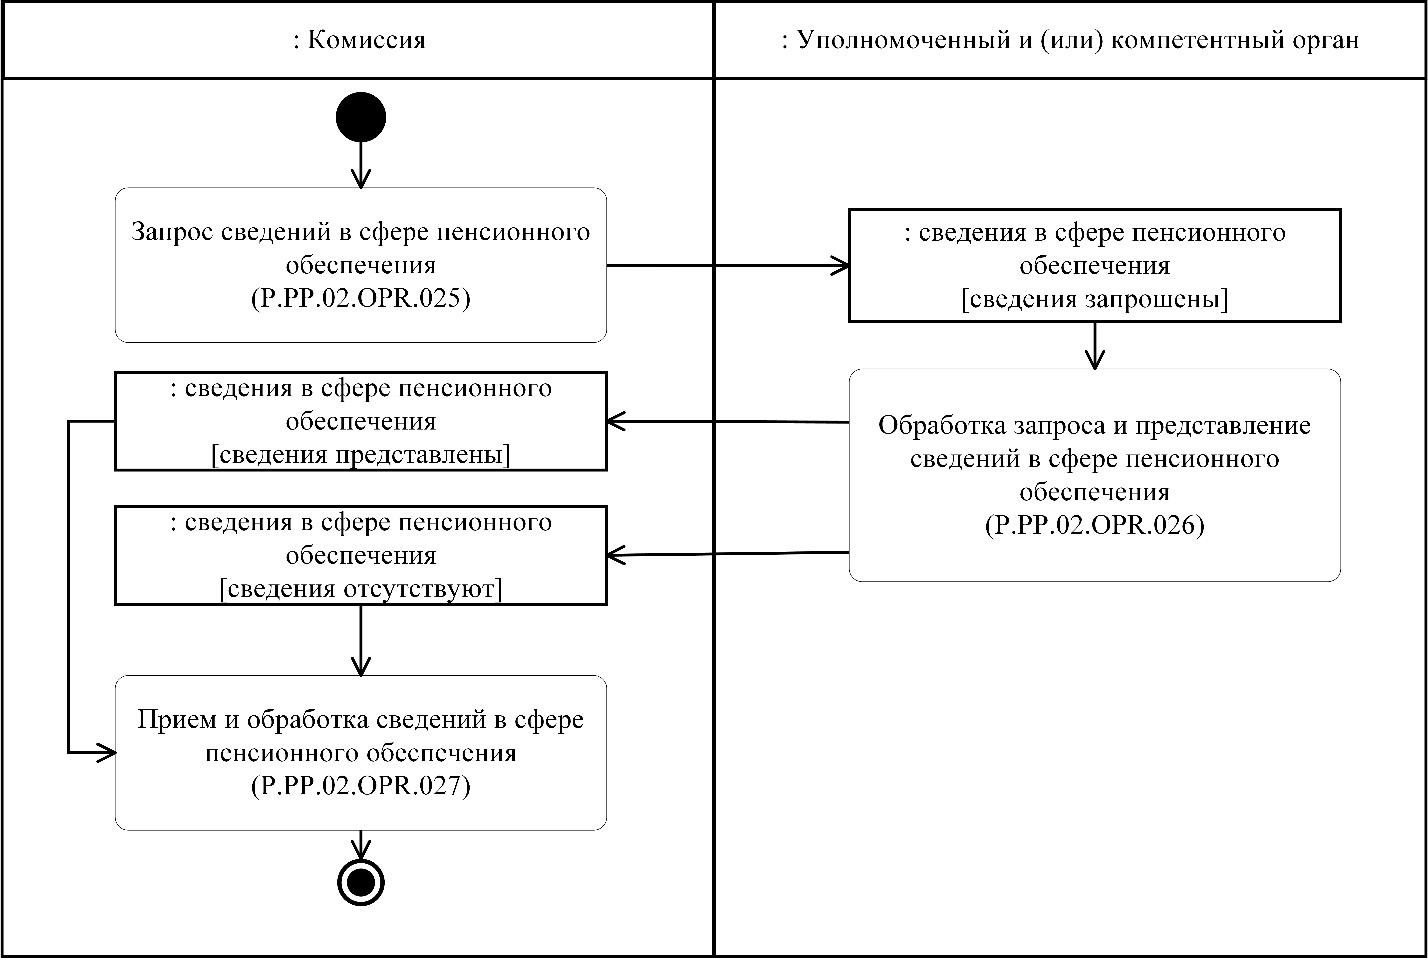 : Комиссия
: Уполномоченный и (или) компетентный орган
Запрос сведений в сфере пенсионного
обеспечения
(P.PP.02.OPR.025)
: сведения в сфере пенсионного
обеспечения
[сведения запрошены]
: сведения в сфере пенсионного
обеспечения
[сведения представлены]
Обработка запроса и представление
сведений в сфере пенсионного
обеспечения
(P.PP.02.OPR.026)
: сведения в сфере пенсионного
обеспечения
[сведения отсутствуют]
Прием и обработка сведений в сфере
пенсионного обеспечения
(P.PP.02.OPR.027)